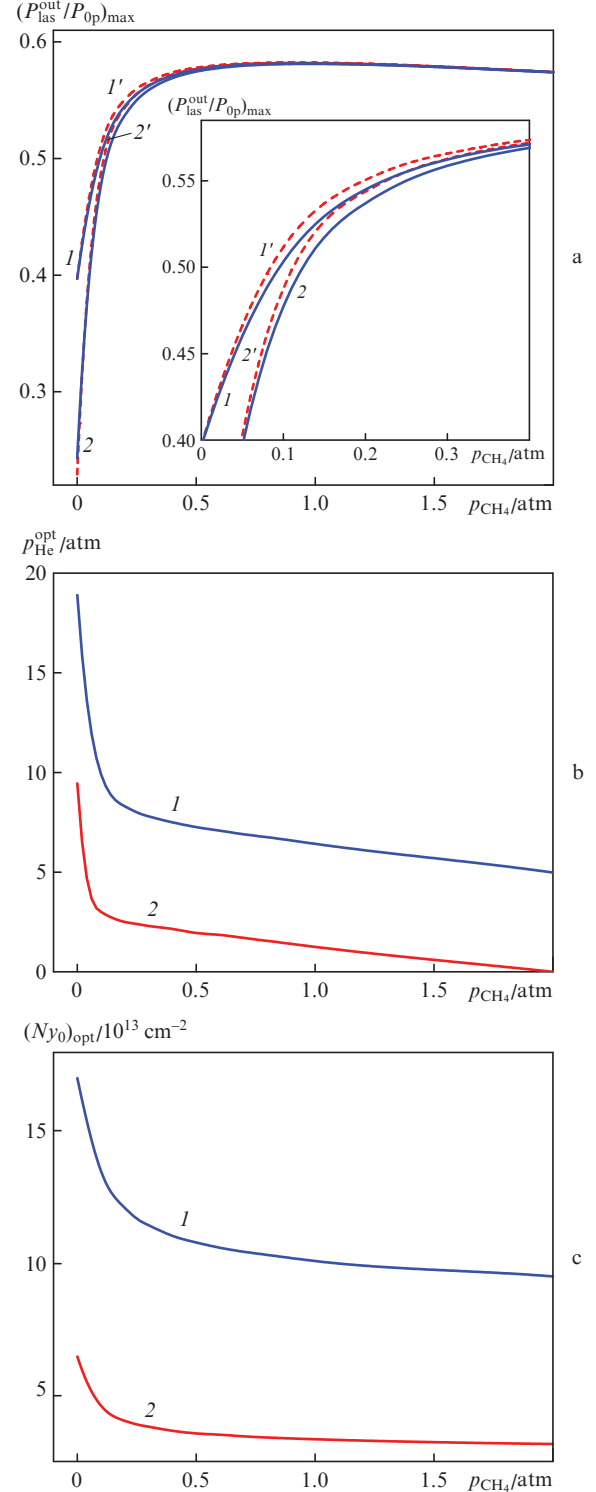 (P_las^out/P_0p)_max
0.6
0.5
0.4
0.3
1′
2′
1
2
(P_las^out/P_0p)_max
0.55
0.50
0.45
0.40
1′
2
2′
1
0 0.1 0.2 0.3 p_CH₄/atm
a
0 0.5 1.0 1.5 p_CH₄/atm
p_He^opt/atm
20
15
10
5
0
1
2
b
0 0.5 1.0 1.5 p_CH₄/atm
(Ny₀)_opt/10¹³ cm⁻²
15
10
5
1
2
c
0 0.5 1.0 1.5 p_CH₄/atm